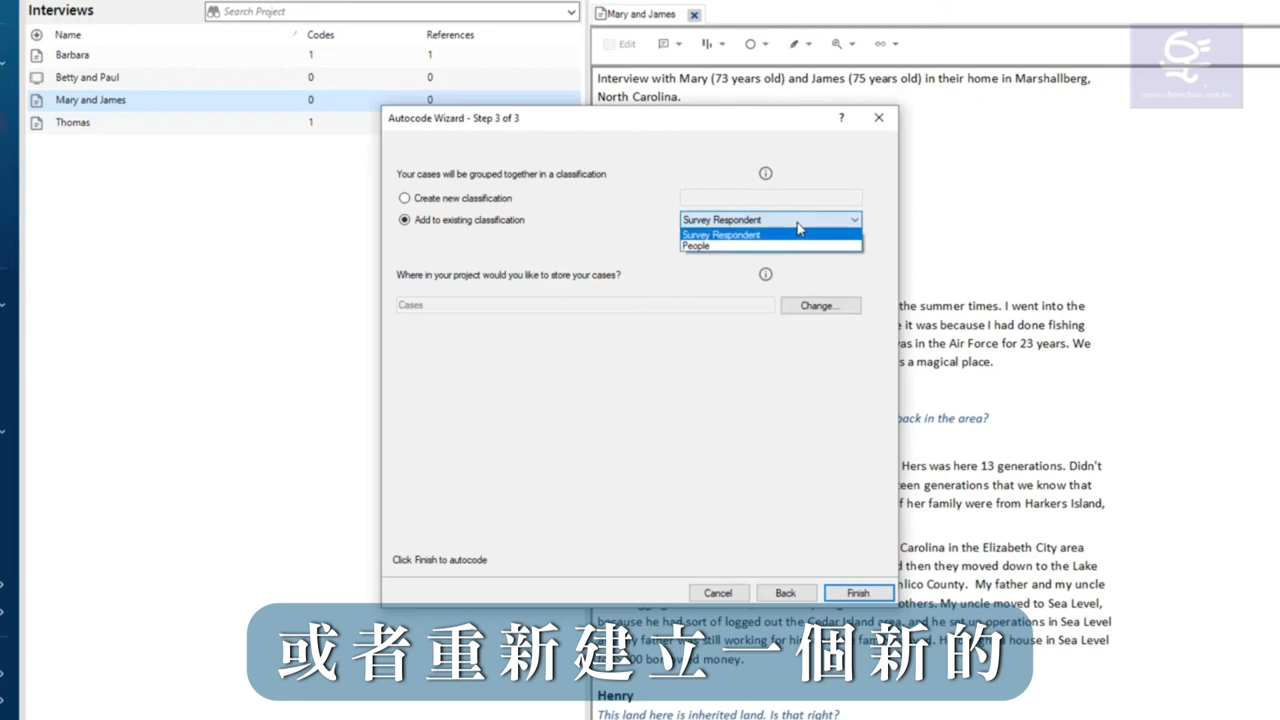 Interviews
Search Project
Name Codes References
Barbara 1 1
Betty and Paul 0 0
Mary and James 0 0
Thomas 1
Mary and James
Edit
Interview with Mary (73 years old) and James (75 years old) in their home in Marshallberg,
North Carolina.
Autocode Wizard - Step 3 of 3
Your cases will be grouped together in a classification
Create new classification
Add to existing classification
Survey Respondent
Survey Respondent
People
Where in your project would you like to store your cases?
Cases
Change...
Click Finish to autocode
Cancel Back Finish
the summer times. I went into the
it was because I had done fishing
was in the Air Force for 23 years. We
s a magical place.
back in the area?
Hers was here 13 generations. Didn't
teen generations that we know that
f her family were from Harkers Island,
Carolina in the Elizabeth City area
d then they moved down to the Lake
mlico County. My father and my uncle
others. My uncle moved to Sea Level,
because he had sort of logged out the Cedar Island area, and he set up operations in Sea Level
father was still working for house in Sea Level
borrowed money.
或者重新建立一個新的
Henry
This land here is inherited land. Is that right?